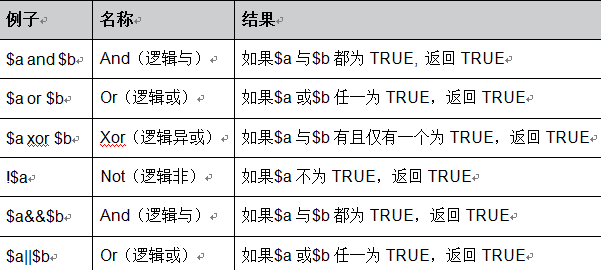 例子 名称 结果
$a and $b And（逻辑与） 如果$a 与$b 都为 TRUE, 返回 TRUE
$a or $b Or（逻辑或） 如果$a 或$b 任一为 TRUE，返回 TRUE
$a xor $b Xor（逻辑异或） 如果$a 与$b 有且仅有一个为 TRUE，返回 TRUE
!$a Not（逻辑非） 如果$a 不为 TRUE，返回 TRUE
$a&&$b And（逻辑与） 如果$a 与$b 都为 TRUE，返回 TRUE
$a||$b Or（逻辑或） 如果$a 或$b 任一为 TRUE，返回 TRUE